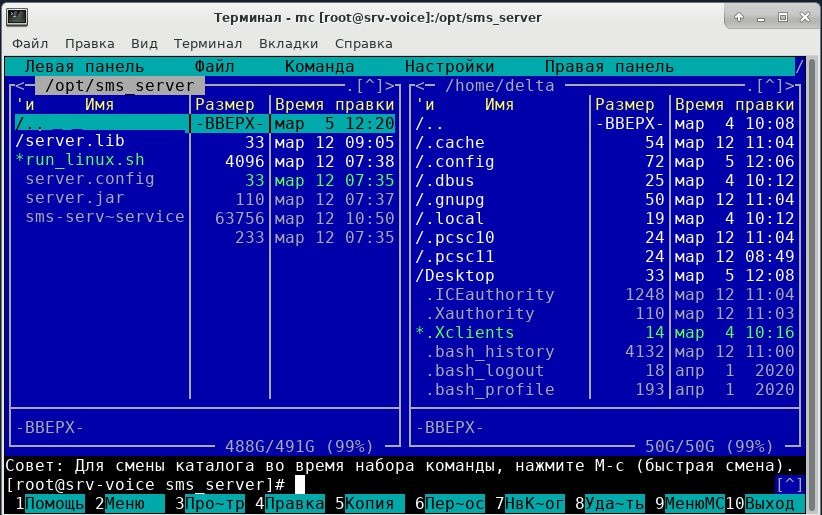 Терминал - mc [root@srv-voice]:/opt/sms_server
Файл Правка Вид Терминал Вкладки Справка
Левая панель Файл Команда Настройки Правая панель /
<─ /opt/sms_server .[^]>
'и Имя Размер Время правки
/.. -ВВЕРХ- мар 5 12:20
/server.lib 33 мар 12 09:05
*run_linux.sh 4096 мар 12 07:38
server.config 33 мар 12 07:35
server.jar 110 мар 12 07:37
sms-serv~service 63756 мар 12 10:50
233 мар 12 07:35
-ВВЕРХ-
488G/491G (99%)
<─ /home/delta .[^]>
'и Имя Размер Время правки
/.. -ВВЕРХ- мар 4 10:08
/.cache 54 мар 12 11:04
/.config 72 мар 5 12:06
/.dbus 25 мар 4 10:12
/.gnupg 50 мар 12 11:04
/.local 19 мар 4 10:12
/.pcsc10 24 мар 12 11:04
/.pcsc11 24 мар 12 08:49
/Desktop 33 мар 5 12:08
.ICEauthority 1248 мар 12 11:04
.Xauthority 110 мар 12 11:03
*.Xclients 14 мар 4 10:16
.bash_history 4132 мар 12 11:00
.bash_logout 18 апр 1 2020
.bash_profile 193 апр 1 2020
-ВВЕРХ-
50G/50G (99%)
Совет: Для смены каталога во время набора команды, нажмите M-c (быстрая смена).
[root@srv-voice sms_server]# [^]
1Помощь 2Меню 3Про~тр 4Правка 5Копия 6Пер~ос 7НвК~ог 8Уда~ть 9МенюMC 10Выход